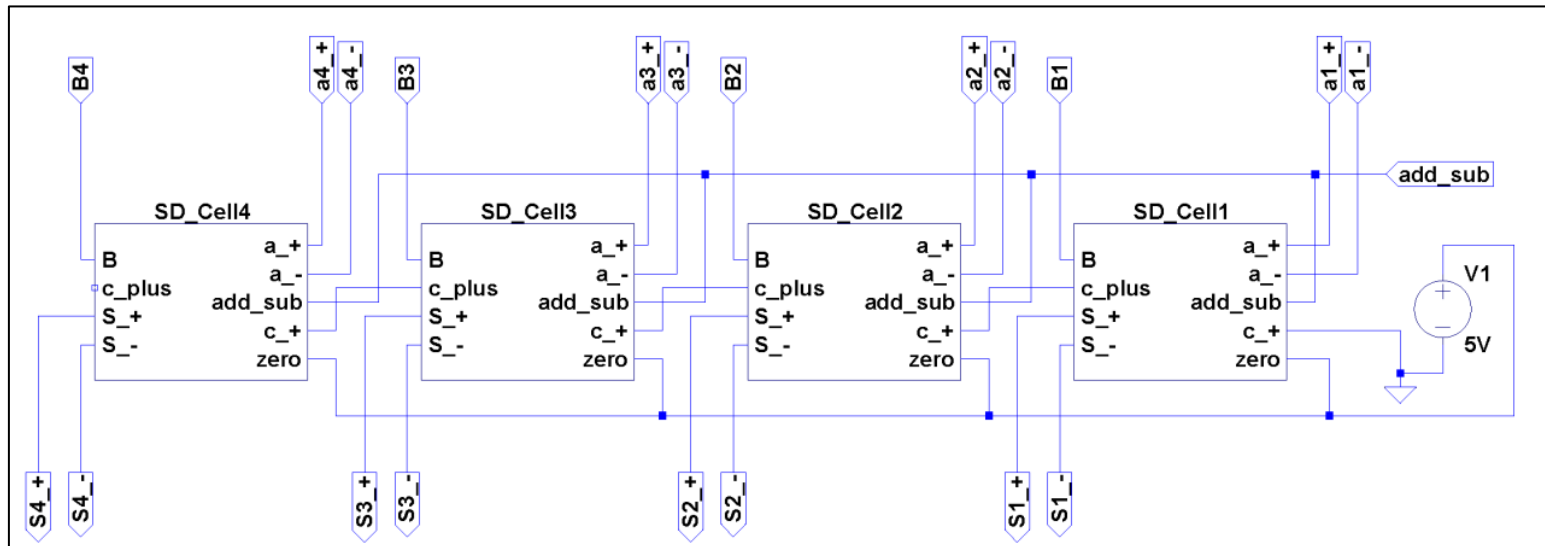 B4
a4_+
a4_-
B3
a3_+
a3_-
B2
a2_+
a2_-
B1
a1_+
a1_-
add_sub
SD_Cell4
B
c_plus
S_+
S_-
a_+
a_-
add_sub
c_+
zero
SD_Cell3
B
c_plus
S_+
S_-
a_+
a_-
add_sub
c_+
zero
SD_Cell2
B
c_plus
S_+
S_-
a_+
a_-
add_sub
c_+
zero
SD_Cell1
B
c_plus
S_+
S_-
a_+
a_-
add_sub
c_+
zero
V1
5V
S4_+
S4_-
S3_+
S3_-
S2_+
S2_-
S1_+
S1_-